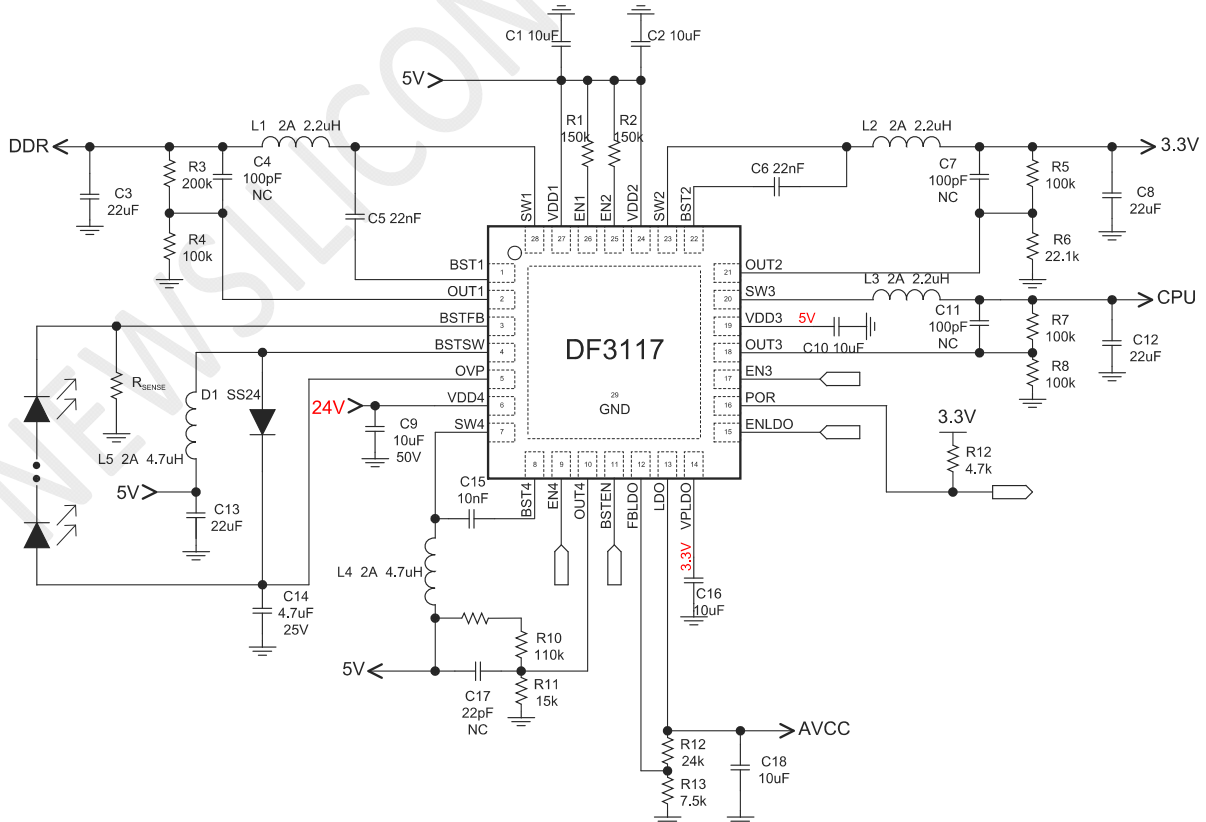 NEWSILICON
C1 10uF
C2 10uF
5V
R1
150k
R2
150k
DDR
L1 2A 2.2uH
R3
200k
C4
100pF
NC
C3
22uF
R4
100k
C5 22nF
L2 2A 2.2uH
3.3V
C6 22nF
C7
100pF
NC
R5
100k
C8
22uF
R6
22.1k
SW1
VDD1
EN1
EN2
VDD2
SW2
BST2
28
27
26
25
24
23
22
BST1
1
OUT1
2
BSTFB
3
BSTSW
4
OVP
5
VDD4
6
SW4
7
DF3117
29
GND
21
OUT2
20
SW3
19
VDD3
18
OUT3
17
EN3
16
POR
15
ENLDO
L3 2A 2.2uH
CPU
5V
C10 10uF
C11
100pF
NC
R7
100k
C12
22uF
R8
100k
RSENSE
D1 SS24
24V
C9
10uF
50V
L5 2A 4.7uH
5V
C13
22uF
C14
4.7uF
25V
3.3V
R12
4.7k
8
9
10
11
12
13
14
BST4
EN4
OUT4
BSTEN
FBLDO
LDO
VPLDO
C15
10nF
L4 2A 4.7uH
3.3V
C16
10uF
R10
110k
5V
C17
22pF
NC
R11
15k
AVCC
R12
24k
C18
10uF
R13
7.5k